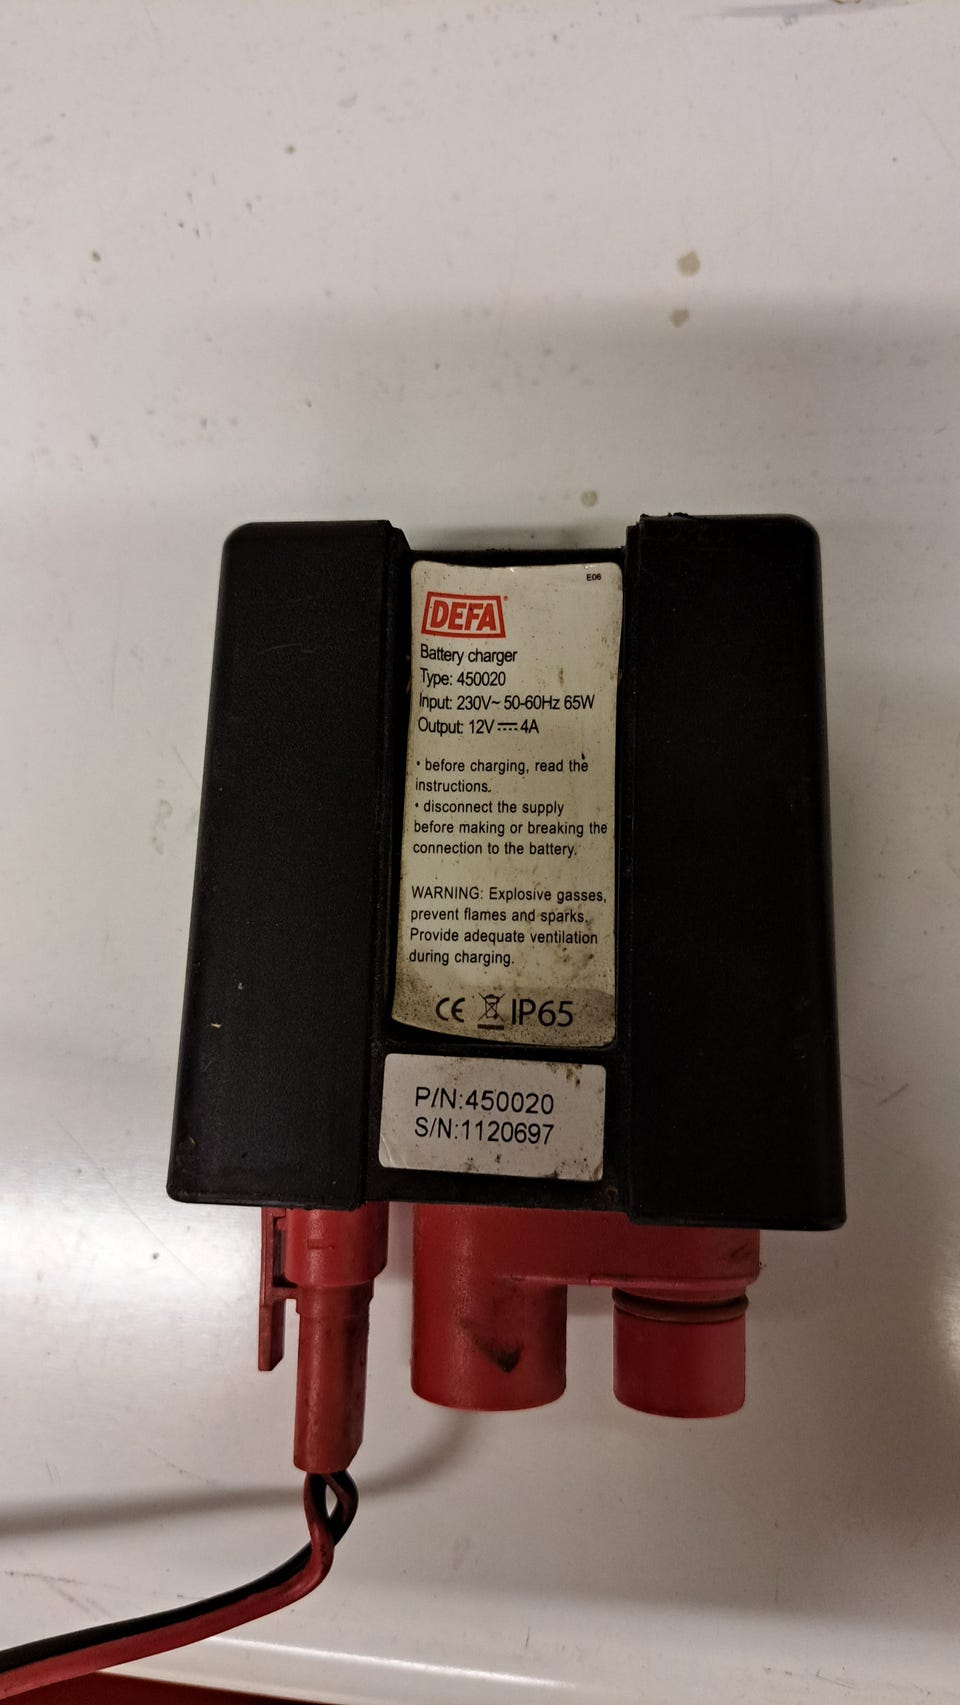 E06
DEFA
Battery charger
Type: 450020
Input: 230V~ 50-60Hz 65W
Output: 12V⎓4A
• before charging, read the
instructions.
• disconnect the supply
before making or breaking the
connection to the battery.
WARNING: Explosive gasses,
prevent flames and sparks.
Provide adequate ventilation
during charging.
CE IP65
P/N:450020
S/N:1120697